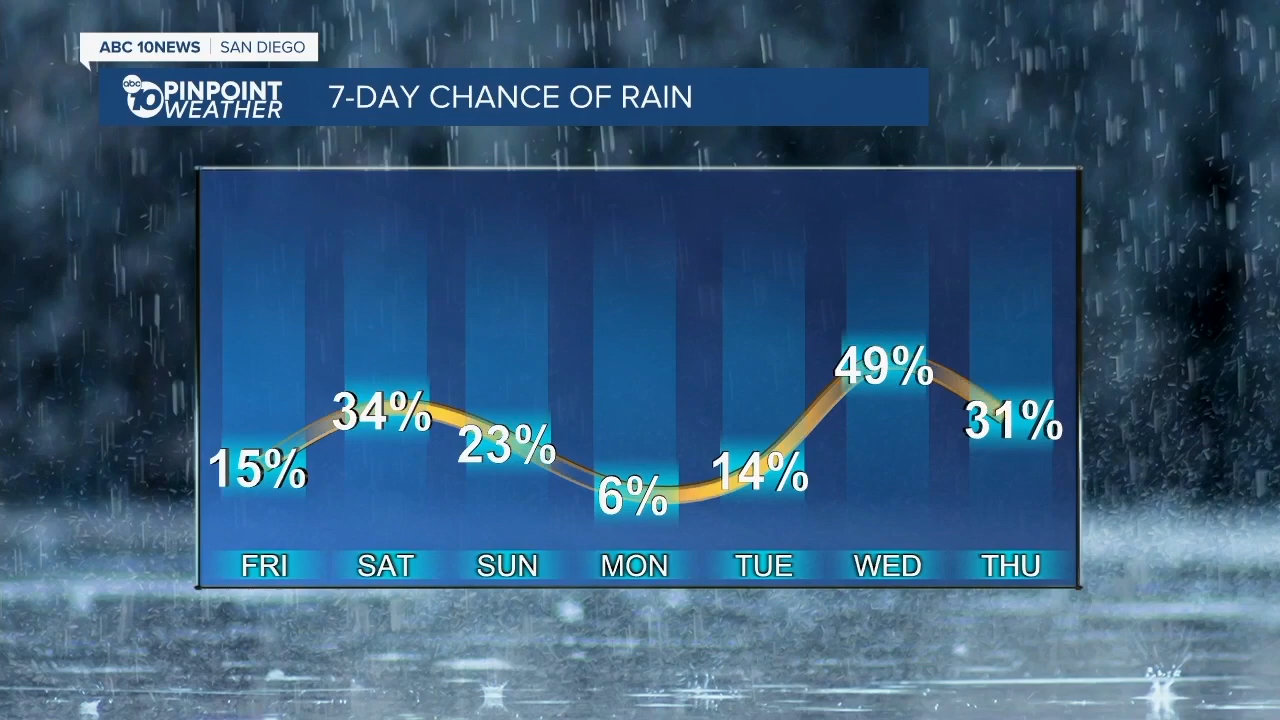 ABC 10NEWS | SAN DIEGO
abc 10 PINPOINT WEATHER
7-DAY CHANCE OF RAIN
15% 34% 23% 6% 14% 49% 31%
FRI SAT SUN MON TUE WED THU